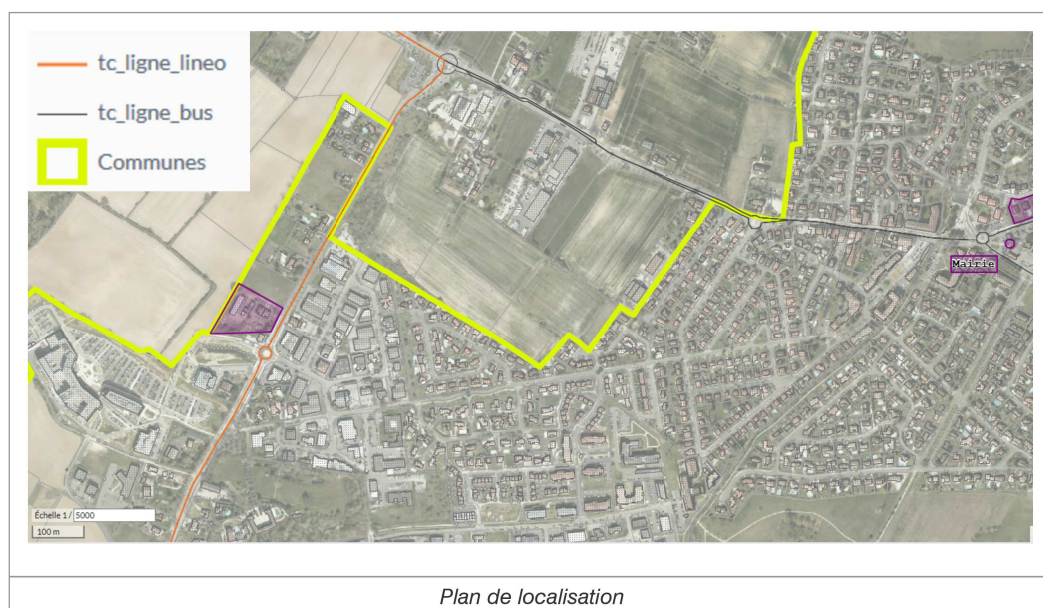 tc_ligne_lineo
tc_ligne_bus
Communes
Mairie
Échelle 1 / 5000
100 m
Plan de localisation